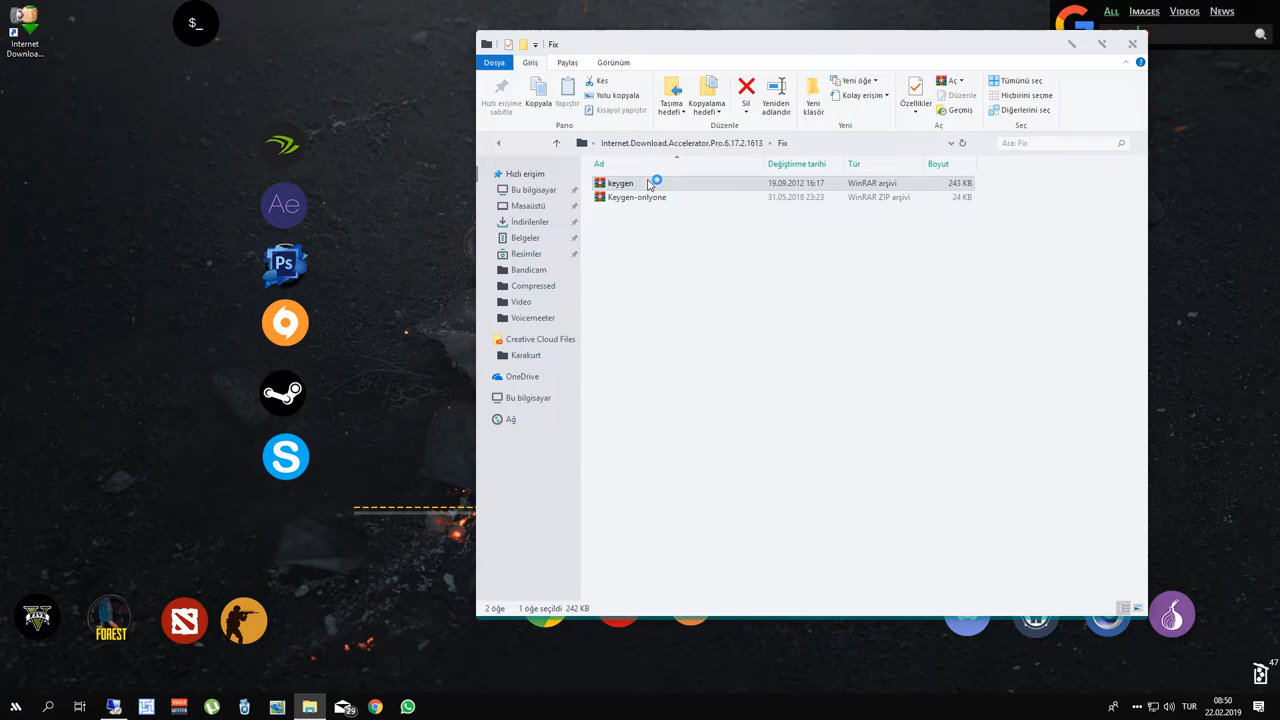 Internet
Downloa...
$_
ALL IMAGES VIDEOS NEWS
Fix
Dosya Giriş Paylaş Görünüm
Hızlı erişime
sabitle
Kopyala
Yapıştır
Kes
Yolu kopyala
Kısayol yapıştır
Taşıma
hedefi
Kopyalama
hedefi
Sil
Yeniden
adlandır
Yeni
klasör
Yeni öğe
Kolay erişim
Özellikler
Aç
Düzenle
Geçmiş
Tümünü seç
Hiçbirini seçme
Diğerlerini seç
Pano Düzenle Yeni Aç Seç
Internet.Download.Accelerator.Pro.6.17.2.1613 Fix
Ara: Fix
Ad Değiştirme tarihi Tür Boyut
keygen 19.09.2012 16:17 WinRAR arşivi 243 KB
Keygen-onlyone 31.05.2018 23:23 WinRAR ZIP arşivi 24 KB
Hızlı erişim
Bu bilgisayar
Masaüstü
İndirilenler
Belgeler
Resimler
Bandicam
Compressed
Video
Voicemeeter
Creative Cloud Files
Karakurt
OneDrive
Bu bilgisayar
Ağ
Ae
Ps
S
2 öğe 1 öğe seçildi 242 KB
V
FIVE
THE
FOREST
47
29
TUR
08:50
22.02.2019